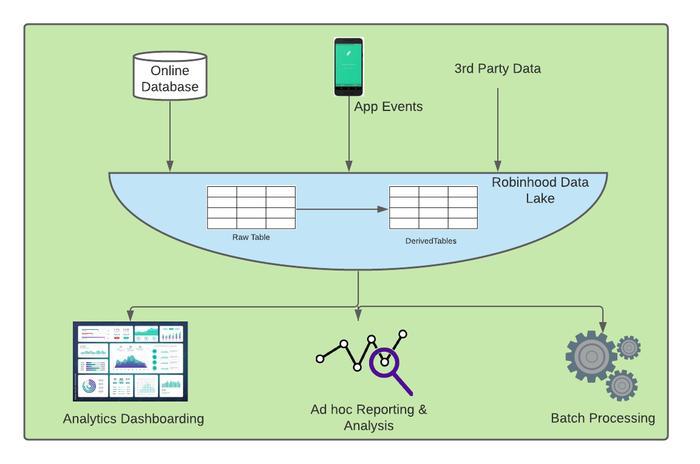 Online
Database
3rd Party Data
App Events
Robinhood Data
Lake
Raw Table
DerivedTables
Analytics Dashboarding
Ad hoc Reporting &
Analysis
Batch Processing